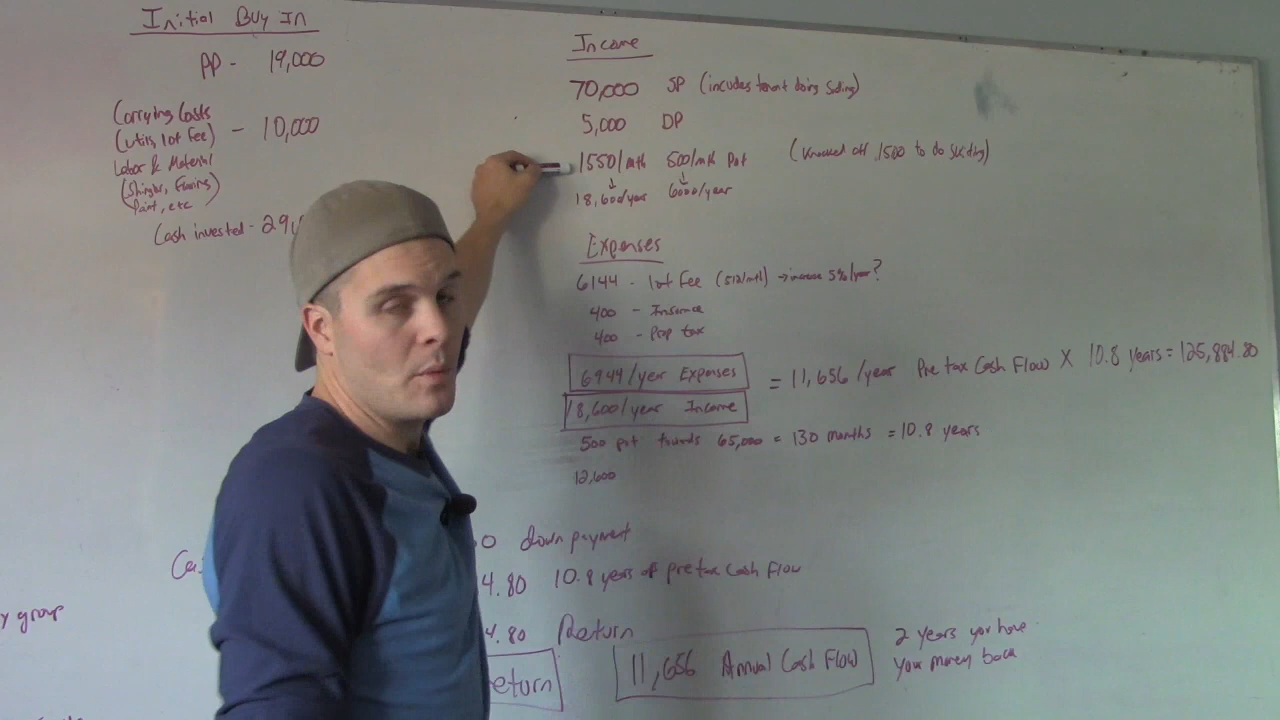 Initial Buy In
PP - 19,000
Carrying Costs
(utils, lot fee) - 10,000
Labor & Material
(Shingles, Framing
Paint, etc
Cash invested - 29,
Income
70,000 SP (includes tenant doing siding)
5,000 DP
1550/mth 500/mth Pmt (knocked off 1500 to do siding)
18,600/year 6000/year
Expenses
6144 - lot fee (512/mth) → increase 5%/year?
400 - Insurance
400 - Prop tax
6944/year Expenses
= 11,656 /year Pre tax Cash Flow X 10.8 years = 125,884.80
18,600/year Income
500 pmt towards 65,000 = 130 months = 10.8 years
12,600
0 down payment
4.80 10.8 years of pre tax Cash Flow
4.80 Return
y group
eturn
11,656 Annual Cash Flow
2 years you have
your money back